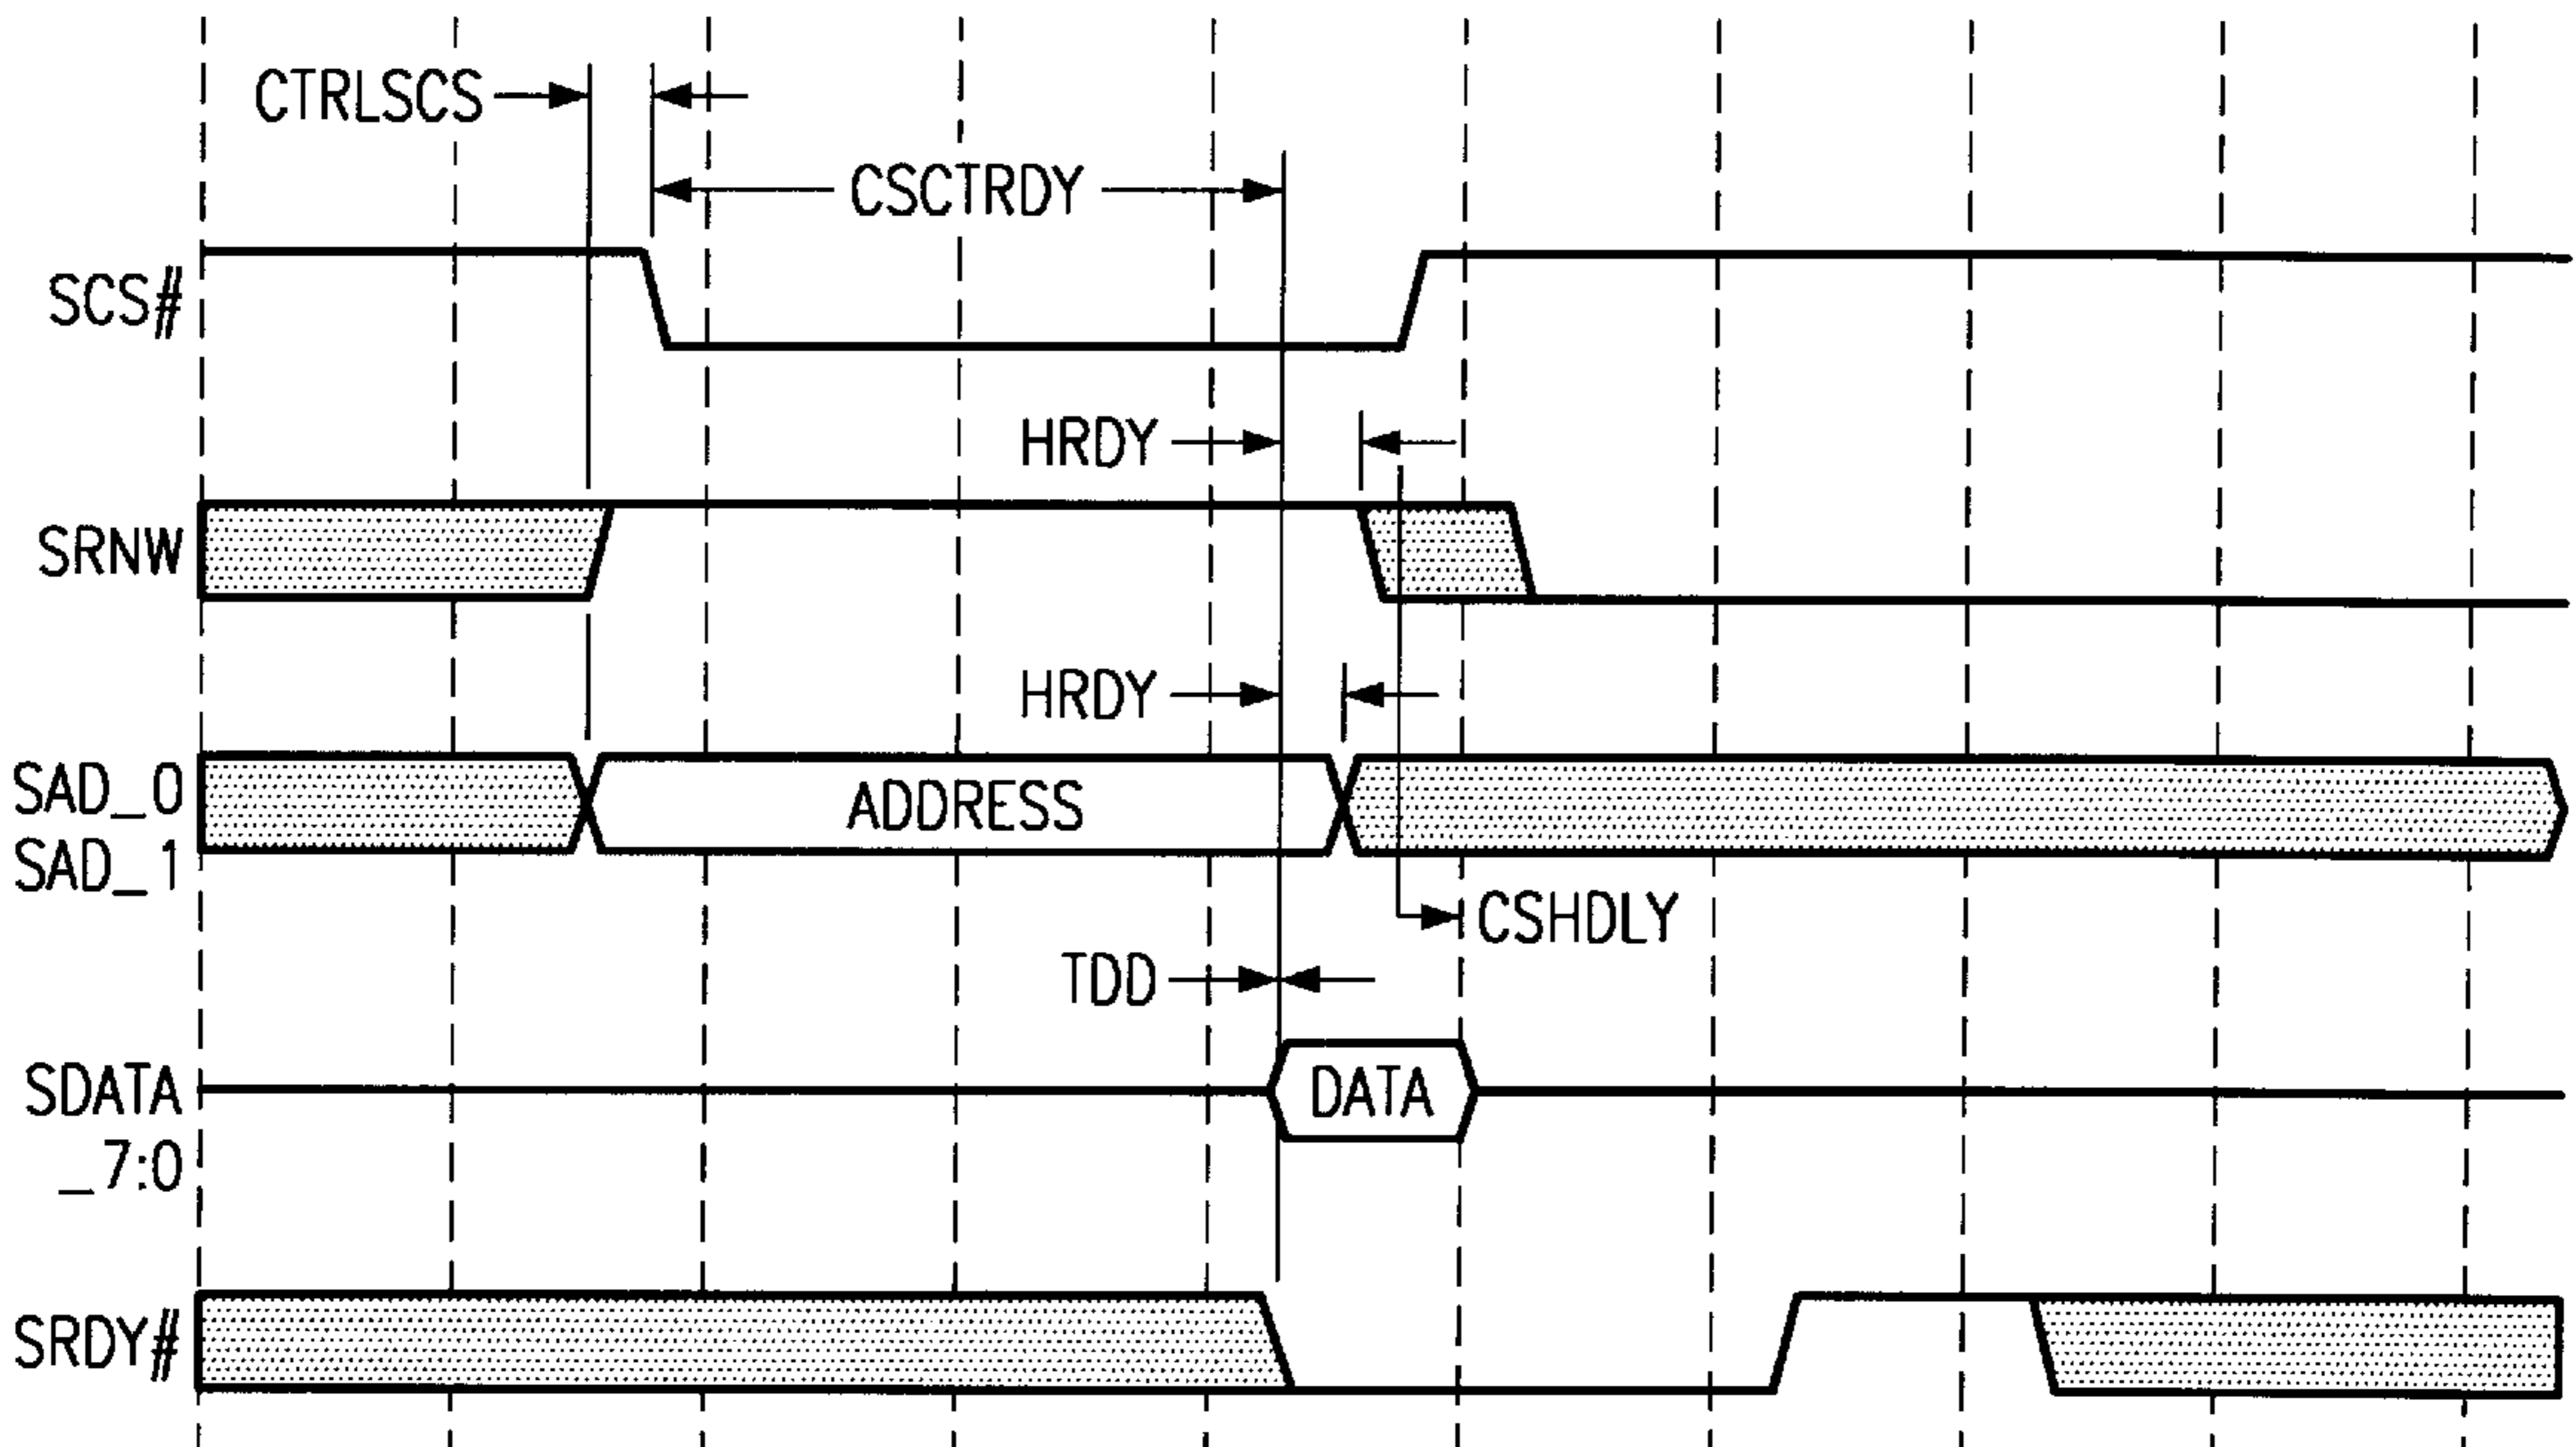 CTRLSCS
CSCTRDY
SCS#
HRDY
SRNW
HRDY
SAD_0
ADDRESS
SAD_1
CSHDLY
TDD
SDATA
DATA
_7:0
SRDY#